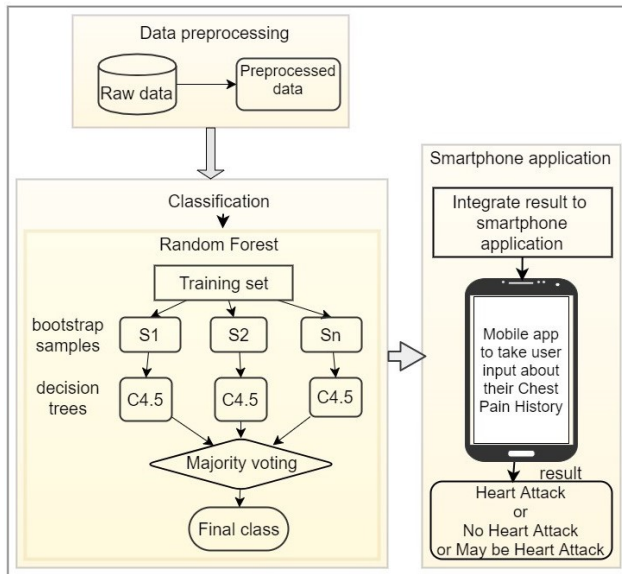 Data preprocessing
Raw data
Preprocessed
data
Classification
Random Forest
Training set
bootstrap
samples
S1
S2
Sn
decision
trees
C4.5
C4.5
C4.5
Majority voting
Final class
Smartphone application
Integrate result to
smartphone
application
Mobile app
to take user
input about
their Chest
Pain History
result
Heart Attack
or
No Heart Attack
or May be Heart Attack